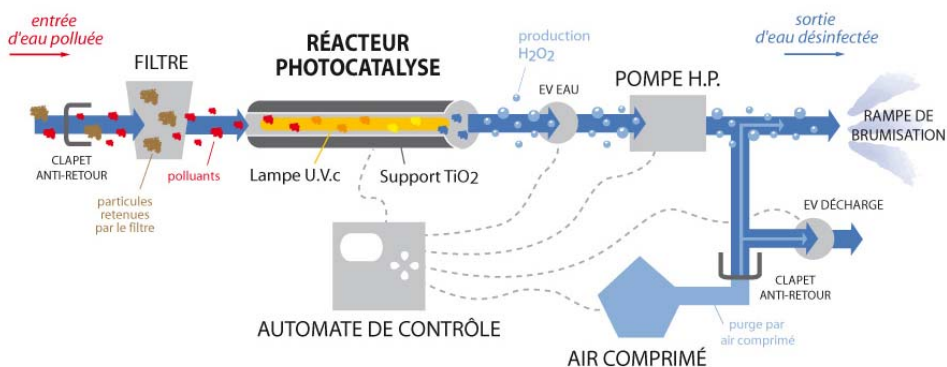 entrée
d'eau polluée
FILTRE
RÉACTEUR
PHOTOCATALYSE
production
H2O2
EV EAU
POMPE H.P.
sortie
d'eau désinfectée
RAMPE
DE BRUMISATION
CLAPET
ANTI-RETOUR
particules
retenues
par le filtre
polluants
Lampe U.V.c
Support TiO2
EV DÉCHARGE
CLAPET
ANTI-RETOUR
AUTOMATE DE CONTRÔLE
AIR COMPRIMÉ
purge par
air comprimé